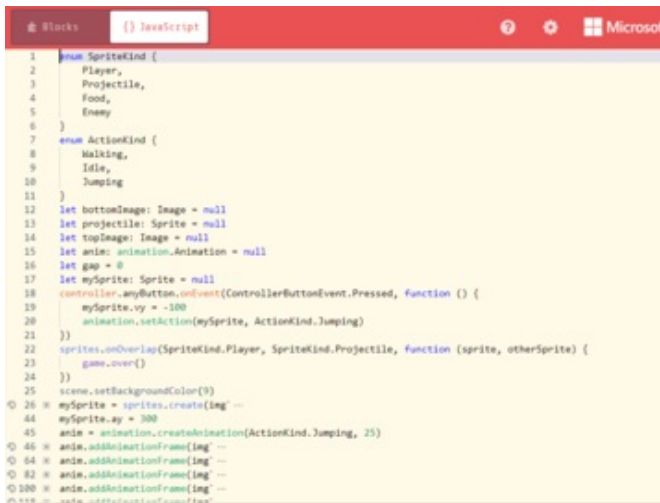 Blocks {} JavaScript Microsof
1 enum SpriteKind {
2 Player,
3 Projectile,
4 Food,
5 Enemy
6 }
7 enum ActionKind {
8 Walking,
9 Idle,
10 Jumping
11 }
12 let bottomImage: Image = null
13 let projectile: Sprite = null
14 let topImage: Image = null
15 let anim: animation.Animation = null
16 let gap = 0
17 let mySprite: Sprite = null
18 controller.anyButton.onEvent(ControllerButtonEvent.Pressed, function () {
19 mySprite.vy = -100
20 animation.setAction(mySprite, ActionKind.Jumping)
21 })
22 sprites.onOverlap(SpriteKind.Player, SpriteKind.Projectile, function (sprite, otherSprite) {
23 game.over()
24 })
25 scene.setBackgroundColor(9)
26 mySprite = sprites.create(img` ...
44 mySprite.ay = 300
45 anim = animation.createAnimation(ActionKind.Jumping, 25)
46 anim.addAnimationFrame(img` ...
64 anim.addAnimationFrame(img` ...
82 anim.addAnimationFrame(img` ...
100 anim.addAnimationFrame(img` ...